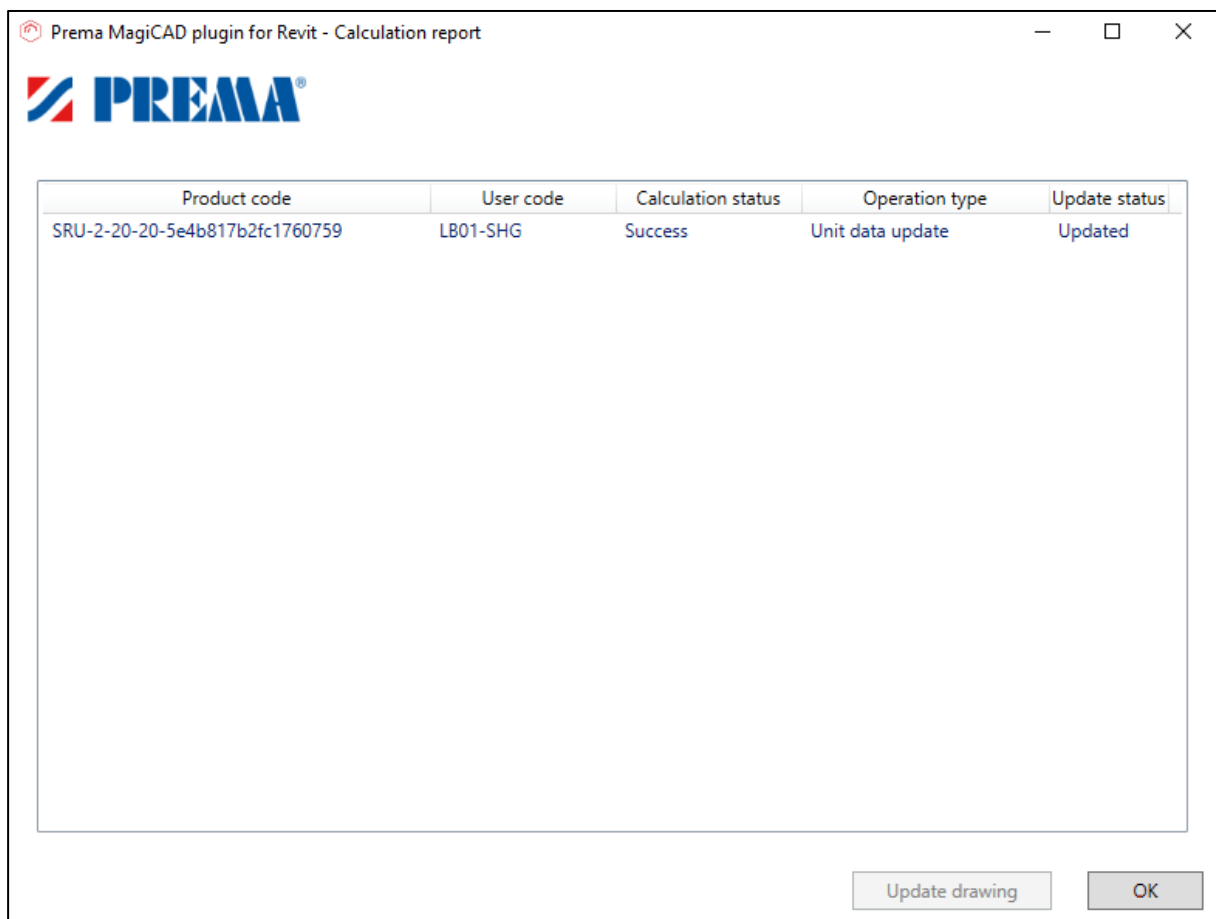 Prema MagiCAD plugin for Revit - Calculation report
PREMA®
Product code User code Calculation status Operation type Update status
SRU-2-20-20-5e4b817b2fc1760759 LB01-SHG Success Unit data update Updated
Update drawing OK